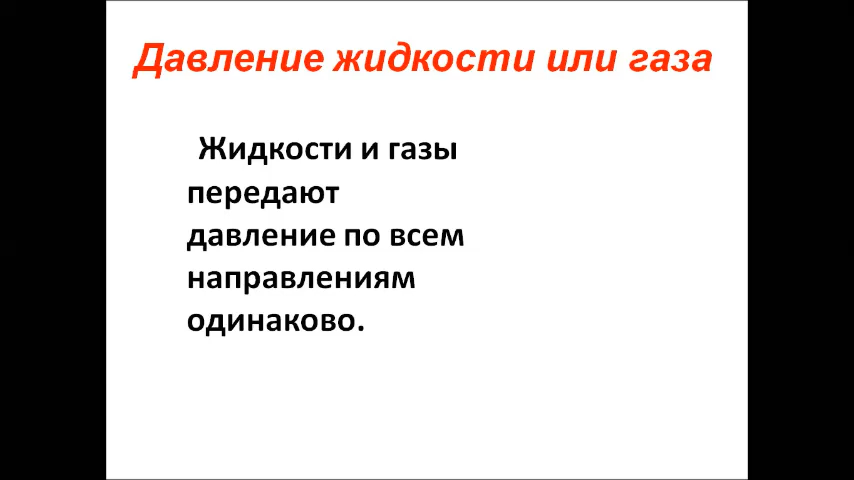 Давление жидкости или газа
Жидкости и газы
передают
давление по всем
направлениям
одинаково.